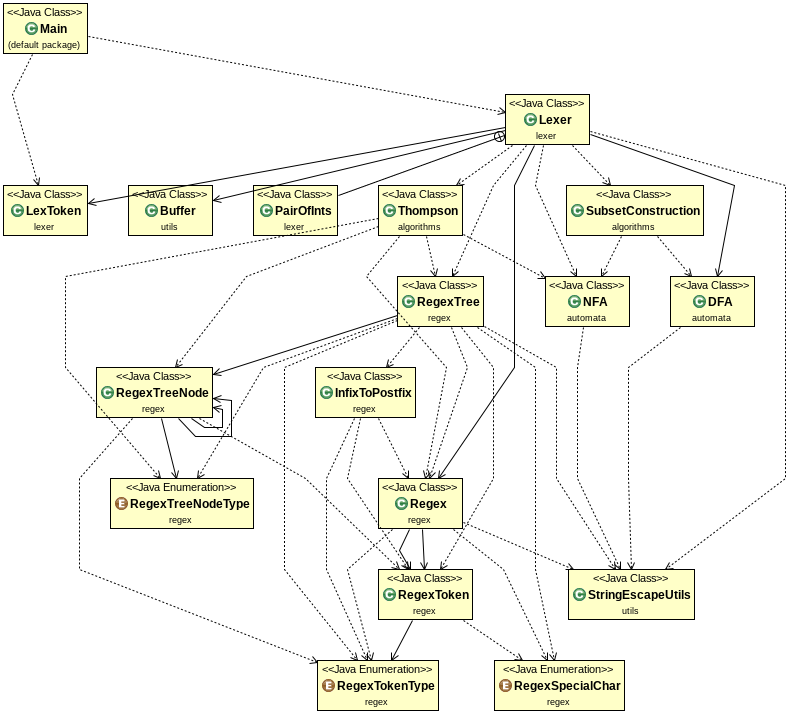 <<Java Class>>
C Main
(default package)
<<Java Class>>
C Lexer
lexer
<<Java Class>>
C LexToken
lexer
<<Java Class>>
C Buffer
utils
<<Java Class>>
C PairOfInts
lexer
<<Java Class>>
C Thompson
algorithms
<<Java Class>>
C SubsetConstruction
algorithms
<<Java Class>>
C RegexTree
regex
<<Java Class>>
C NFA
automata
<<Java Class>>
C DFA
automata
<<Java Class>>
C RegexTreeNode
regex
<<Java Class>>
C InfixToPostfix
regex
<<Java Enumeration>>
E RegexTreeNodeType
regex
<<Java Class>>
C Regex
regex
<<Java Class>>
C RegexToken
regex
<<Java Class>>
C StringEscapeUtils
utils
<<Java Enumeration>>
E RegexTokenType
regex
<<Java Enumeration>>
E RegexSpecialChar
regex